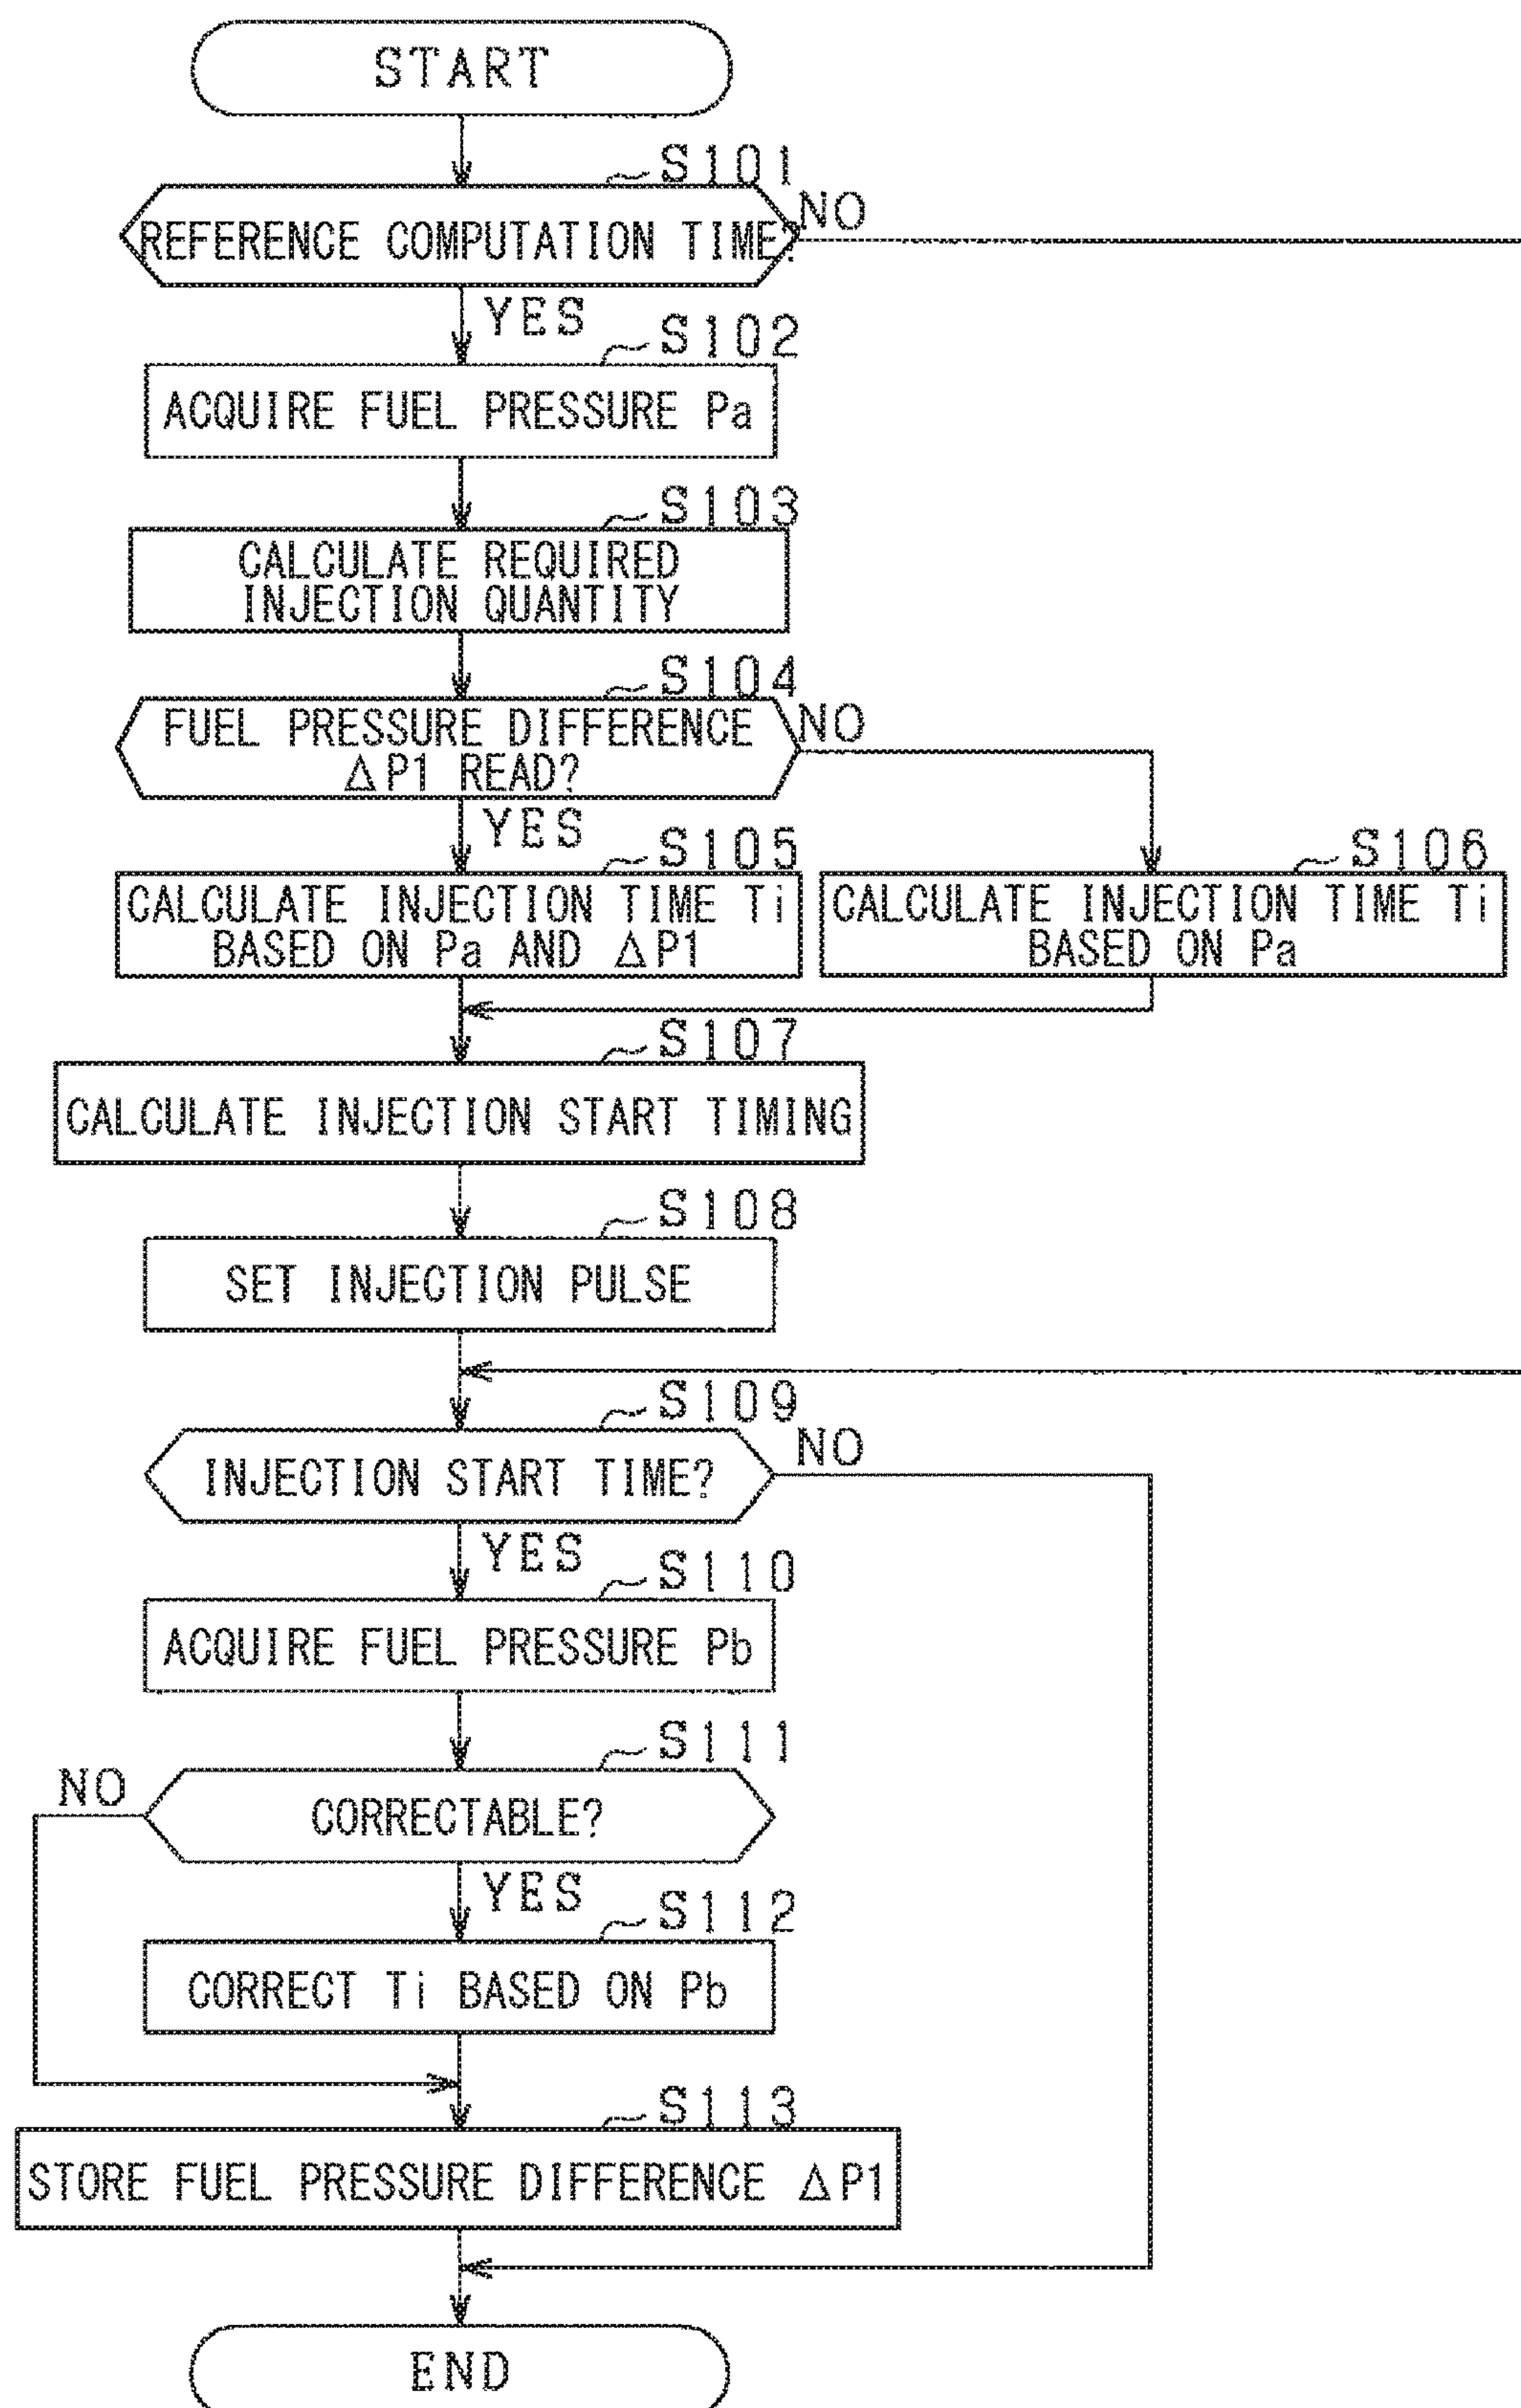 START
S101
REFERENCE COMPUTATION TIME?
NO
YES
S102
ACQUIRE FUEL PRESSURE Pa
S103
CALCULATE REQUIRED
INJECTION QUANTITY
S104
FUEL PRESSURE DIFFERENCE
ΔP1 READ?
NO
YES
S105
CALCULATE INJECTION TIME Ti
BASED ON Pa AND ΔP1
S106
CALCULATE INJECTION TIME Ti
BASED ON Pa
S107
CALCULATE INJECTION START TIMING
S108
SET INJECTION PULSE
S109
INJECTION START TIME?
NO
YES
S110
ACQUIRE FUEL PRESSURE Pb
S111
NO
CORRECTABLE?
YES
S112
CORRECT Ti BASED ON Pb
S113
STORE FUEL PRESSURE DIFFERENCE ΔP1
END